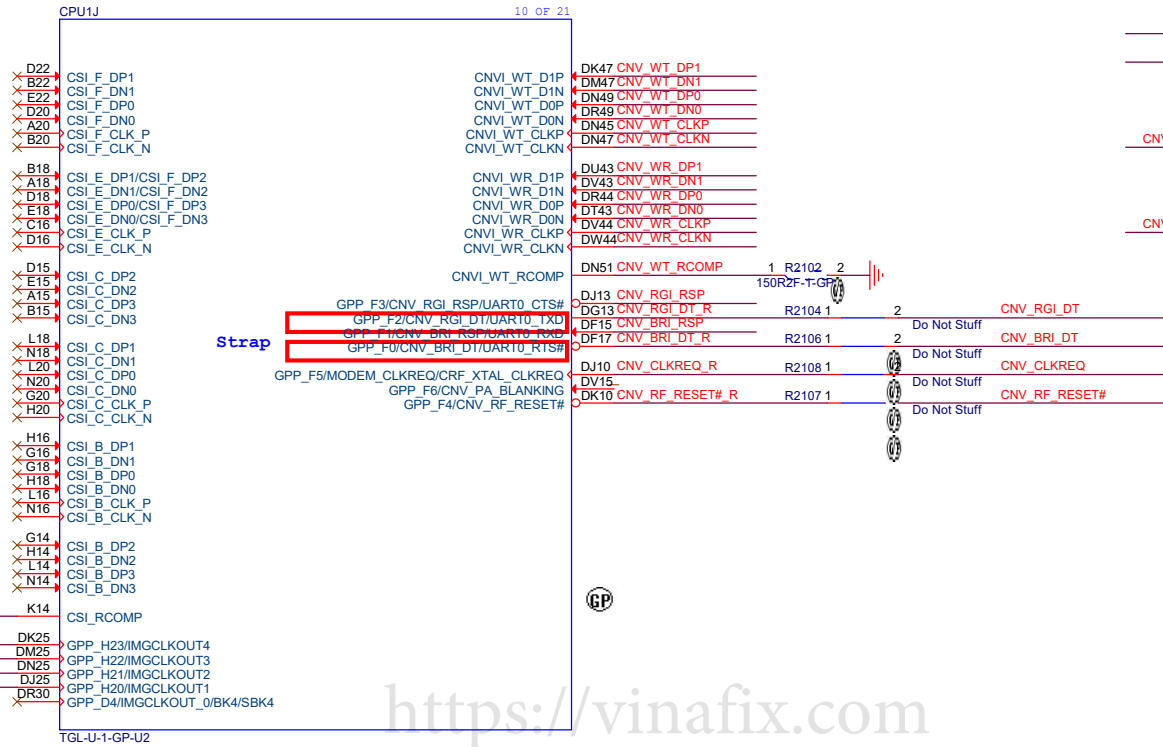 CPU1J
10 OF 21
D22 CSI_F_DP1
B22 CSI_F_DN1
E22 CSI_F_DP0
D20 CSI_F_DN0
A20 CSI_F_CLK_P
B20 CSI_F_CLK_N
B18 CSI_E_DP1/CSI_F_DP2
A18 CSI_E_DN1/CSI_F_DN2
D18 CSI_E_DP0/CSI_F_DP3
E18 CSI_E_DN0/CSI_F_DN3
C16 CSI_E_CLK_P
D16 CSI_E_CLK_N
D15 CSI_C_DP2
E15 CSI_C_DN2
A15 CSI_C_DP3
B15 CSI_C_DN3
L18 CSI_C_DP1
N18 CSI_C_DN1
L20 CSI_C_DP0
N20 CSI_C_DN0
G20 CSI_C_CLK_P
H20 CSI_C_CLK_N
H16 CSI_B_DP1
G16 CSI_B_DN1
G18 CSI_B_DP0
H18 CSI_B_DN0
L16 CSI_B_CLK_P
N16 CSI_B_CLK_N
G14 CSI_B_DP2
H14 CSI_B_DN2
L14 CSI_B_DP3
N14 CSI_B_DN3
K14 CSI_RCOMP
DK25 GPP_H23/IMGCLKOUT4
DM25 GPP_H22/IMGCLKOUT3
DN25 GPP_H21/IMGCLKOUT2
DJ25 GPP_H20/IMGCLKOUT1
DR30 GPP_D4/IMGCLKOUT_0/BK4/SBK4
CNVI_WT_D1P DK47 CNV_WT_DP1
CNVI_WT_D1N DM47 CNV_WT_DN1
CNVI_WT_D0P DN49 CNV_WT_DP0
CNVI_WT_D0N DR49 CNV_WT_DN0
CNVI_WT_CLKP DN45 CNV_WT_CLKP
CNVI_WT_CLKN DN47 CNV_WT_CLKN
CNVI_WR_D1P DU43 CNV_WR_DP1
CNVI_WR_D1N DV43 CNV_WR_DN1
CNVI_WR_D0P DR44 CNV_WR_DP0
CNVI_WR_D0N DT43 CNV_WR_DN0
CNVI_WR_CLKP DV44 CNV_WR_CLKP
CNVI_WR_CLKN DW44 CNV_WR_CLKN
CNVI_WT_RCOMP DN51 CNV_WT_RCOMP 1 R2102 2
150R2F-T-GP
GPP_F3/CNV_RGI_RSP/UART0_CTS# DJ13 CNV_RGI_RSP
GPP_F2/CNV_RGI_DT/UART0_TXD DG13 CNV_RGI_DT_R R2104 1 2 CNV_RGI_DT
Do Not Stuff
GPP_F1/CNV_BRI_RSP/UART0_RXD DF15 CNV_BRI_RSP
Strap
GPP_F0/CNV_BRI_DT/UART0_RTS# DF17 CNV_BRI_DT_R R2106 1 2 CNV_BRI_DT
Do Not Stuff
GPP_F5/MODEM_CLKREQ/CRF_XTAL_CLKREQ DJ10 CNV_CLKREQ_R R2108 1 2 CNV_CLKREQ
Do Not Stuff
GPP_F6/CNV_PA_BLANKING DV15
GPP_F4/CNV_RF_RESET# DK10 CNV_RF_RESET#_R R2107 1 CNV_RF_RESET#
Do Not Stuff
GP
CNV
CNV
TGL-U-1-GP-U2
https://vinafix.com